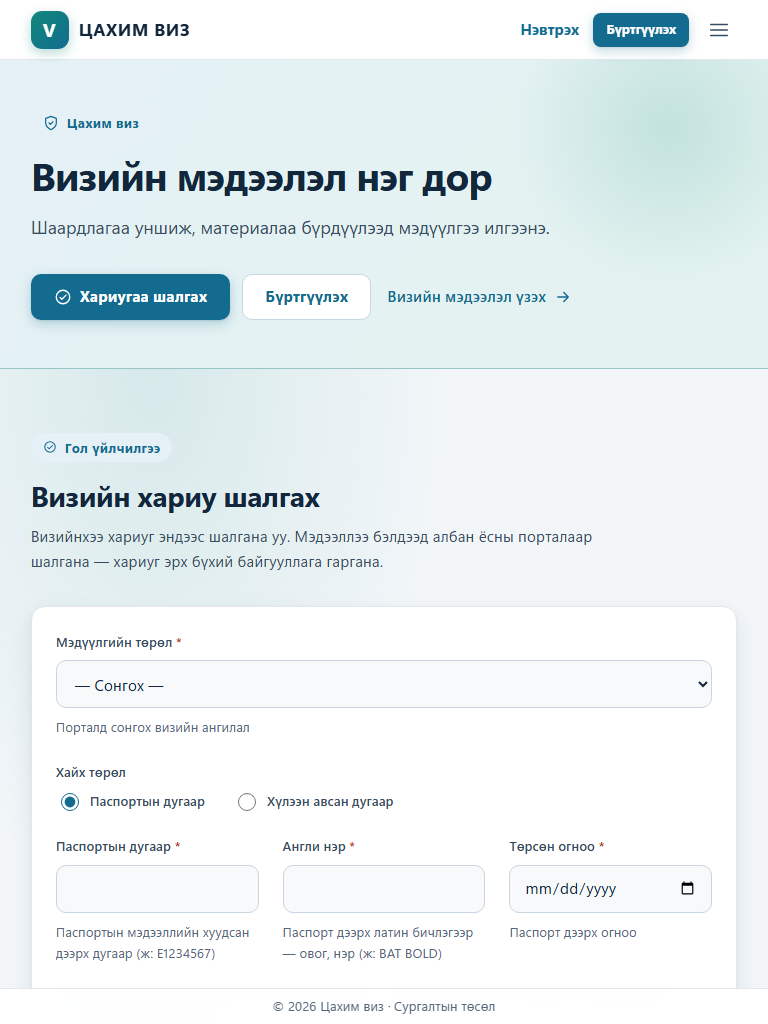 V ЦАХИМ ВИЗ Нэвтрэх Бүртгүүлэх
Цахим виз
Визийн мэдээлэл нэг дор
Шаардлагаа уншиж, материалаа бүрдүүлээд мэдүүлгээ илгээнэ.
Хариугаа шалгах Бүртгүүлэх Визийн мэдээлэл үзэх →
Гол үйлчилгээ
Визийн хариу шалгах
Визийнхээ хариуг эндээс шалгана уу. Мэдээллээ бэлдээд албан ёсны порталаар
шалгана — хариуг эрх бүхий байгууллага гаргана.
Мэдүүлгийн төрөл *
— Сонгох —
Порталд сонгох визийн ангилал
Хайх төрөл
Паспортын дугаар Хүлээн авсан дугаар
Паспортын дугаар * Англи нэр * Төрсөн огноо *
mm/dd/yyyy
Паспортын мэдээллийн хуудсан Паспорт дээрх латин бичлэгээр Паспорт дээрх огноо
дээрх дугаар (ж: E1234567) — овог, нэр (ж: BAT BOLD)
© 2026 Цахим виз · Сургалтын төсөл